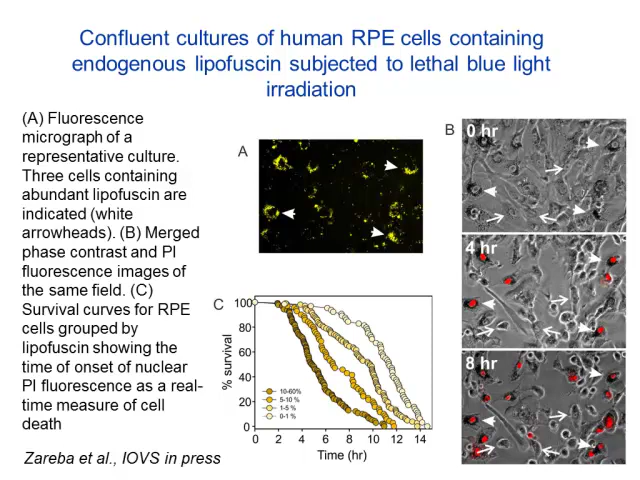 Confluent cultures of human RPE cells containing
endogenous lipofuscin subjected to lethal blue light
irradiation
(A) Fluorescence
micrograph of a
representative culture.
Three cells containing
abundant lipofuscin are
indicated (white
arrowheads). (B) Merged
phase contrast and PI
fluorescence images of
the same field. (C)
Survival curves for RPE
cells grouped by
lipofuscin showing the
time of onset of nuclear
PI fluorescence as a real-
time measure of cell
death
Zareba et al., IOVS in press
A
C
% survival
100
80
60
40
20
0
10-60%
5-10 %
1-5 %
0-1 %
0 2 4 6 8 10 12 14
Time (hr)
B
0 hr
4 hr
8 hr